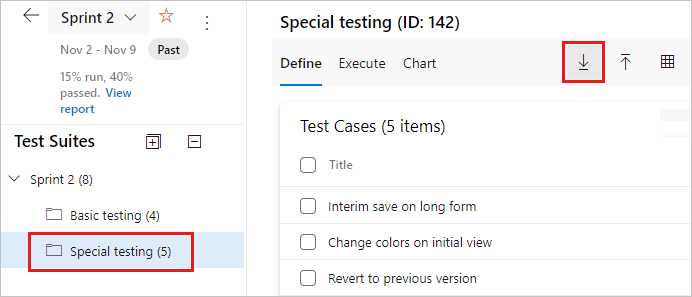 Sprint 2
Nov 2 - Nov 9 Past
15% run, 40%
passed. View
report
Test Suites
Sprint 2 (8)
Basic testing (4)
Special testing (5)
Special testing (ID: 142)
Define Execute Chart
Test Cases (5 items)
Title
Interim save on long form
Change colors on initial view
Revert to previous version